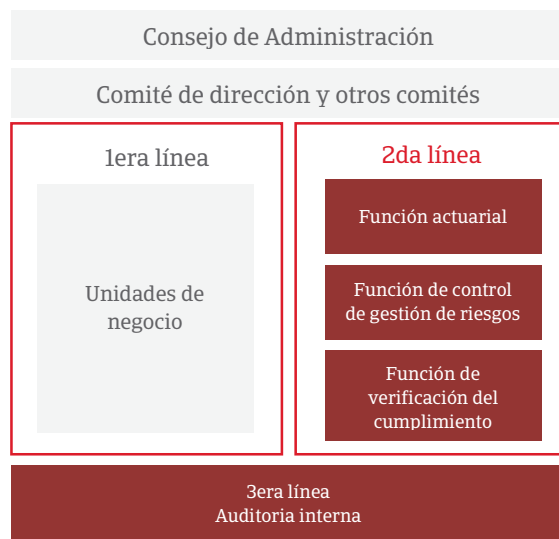 Consejo de Administración
Comité de dirección y otros comités
1era línea
Unidades de
negocio
2da línea
Función actuarial
Función de control
de gestión de riesgos
Función de
verificación del
cumplimiento
3era línea
Auditoria interna